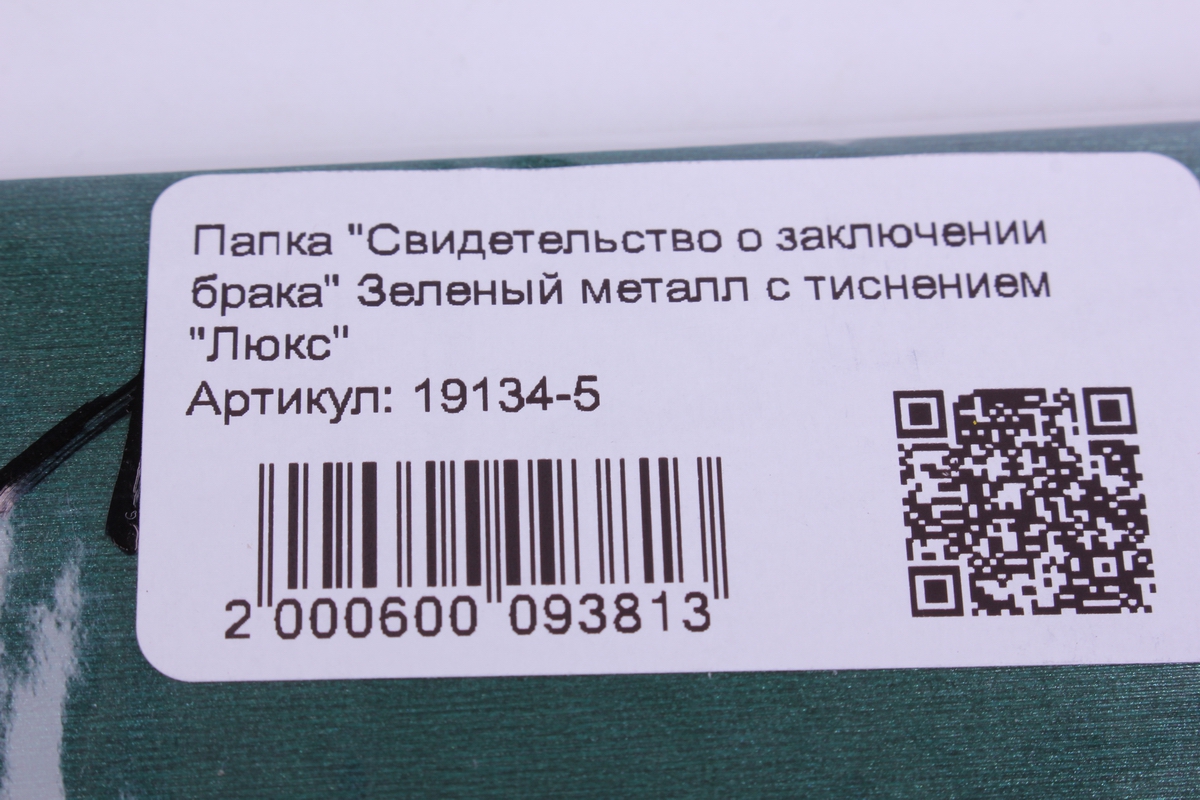 Папка "Свидетельство о заключении
брака" Зеленый металл с тиснением
"Люкс"
Артикул: 19134-5
2 000600 093813